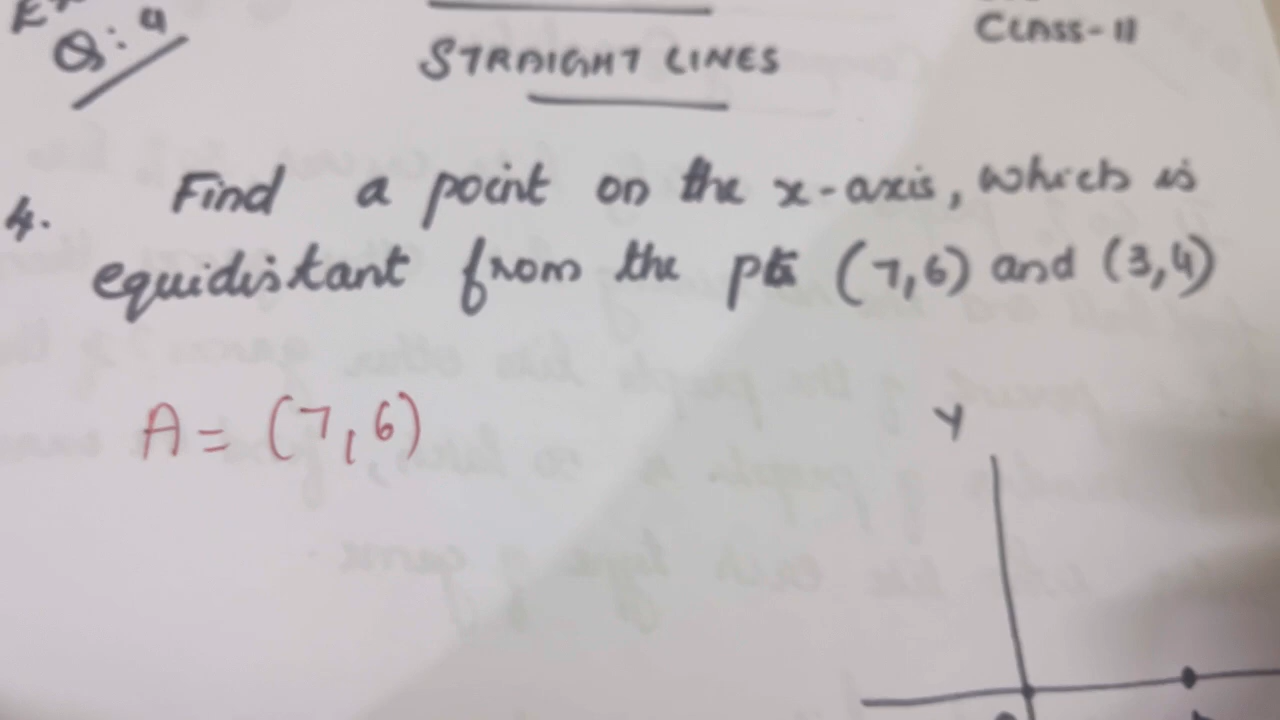 Q: 4
CLASS-11
STRAIGHT LINES
4. Find a point on the x-axis, which is
equidistant from the pts (7,6) and (3,4)
A = (7,6)
Y